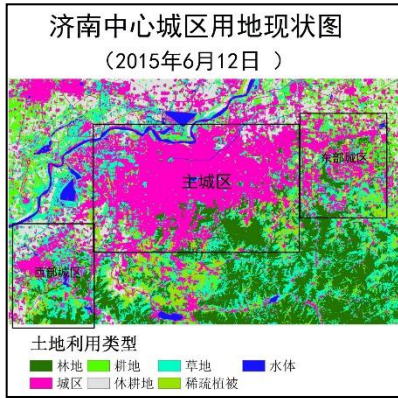 济南中心城区用地现状图
（2015年6月12日 ）
东部城区
主城区
西部城区
土地利用类型
林地 耕地 草地 水体
城区 休耕地 稀疏植被